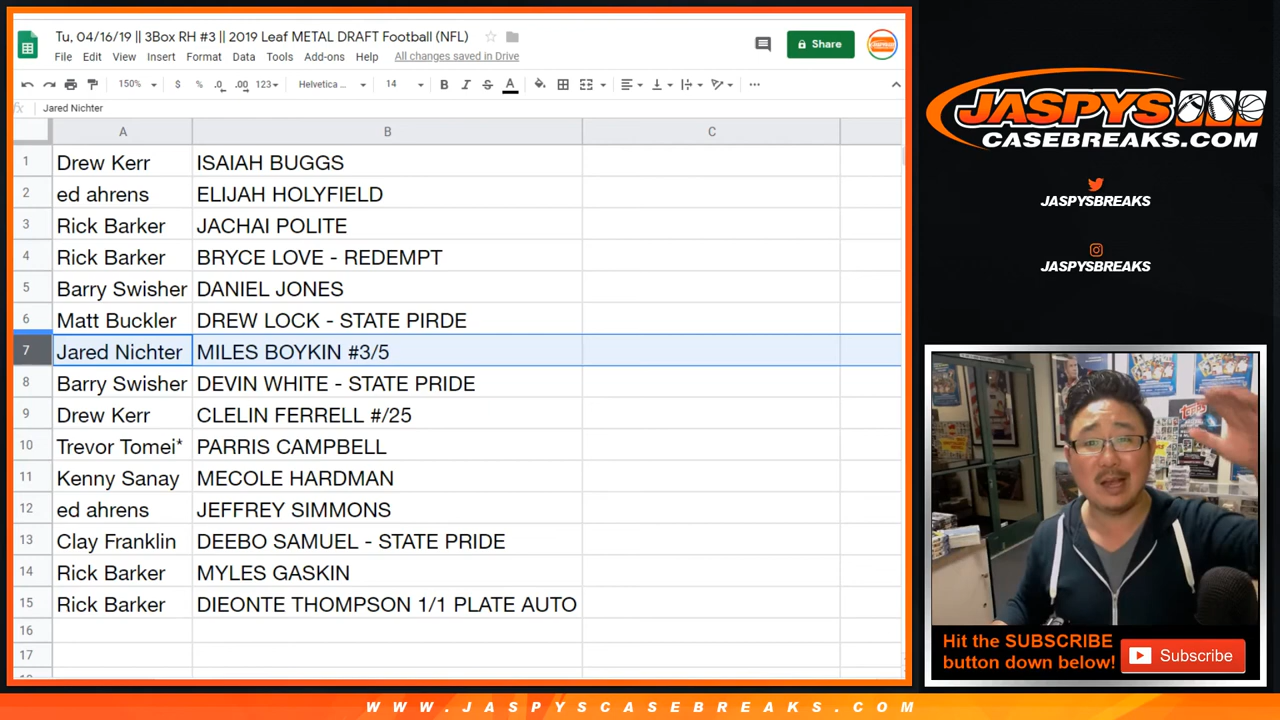 Tu, 04/16/19 || 3Box RH #3 || 2019 Leaf METAL DRAFT Football (NFL)
File Edit View Insert Format Data Tools Add-ons Help All changes saved in Drive
Share
150% $ % .0 .00 123 Helvetica... 14 B I S A
fx Jared Nichter
A B C
1 Drew Kerr ISAIAH BUGGS
2 ed ahrens ELIJAH HOLYFIELD
3 Rick Barker JACHAI POLITE
4 Rick Barker BRYCE LOVE - REDEMPT
5 Barry Swisher DANIEL JONES
6 Matt Buckler DREW LOCK - STATE PIRDE
7 Jared Nichter MILES BOYKIN #3/5
8 Barry Swisher DEVIN WHITE - STATE PRIDE
9 Drew Kerr CLELIN FERRELL #/25
10 Trevor Tomei* PARRIS CAMPBELL
11 Kenny Sanay MECOLE HARDMAN
12 ed ahrens JEFFREY SIMMONS
13 Clay Franklin DEEBO SAMUEL - STATE PRIDE
14 Rick Barker MYLES GASKIN
15 Rick Barker DIEONTE THOMPSON 1/1 PLATE AUTO
16
17
JASPYS
CASEBREAKS.COM
JASPYSBREAKS
JASPYSBREAKS
Topps
Hit the SUBSCRIBE
button down below!
Subscribe
WWW.JASPYSCASEBREAKS.COM